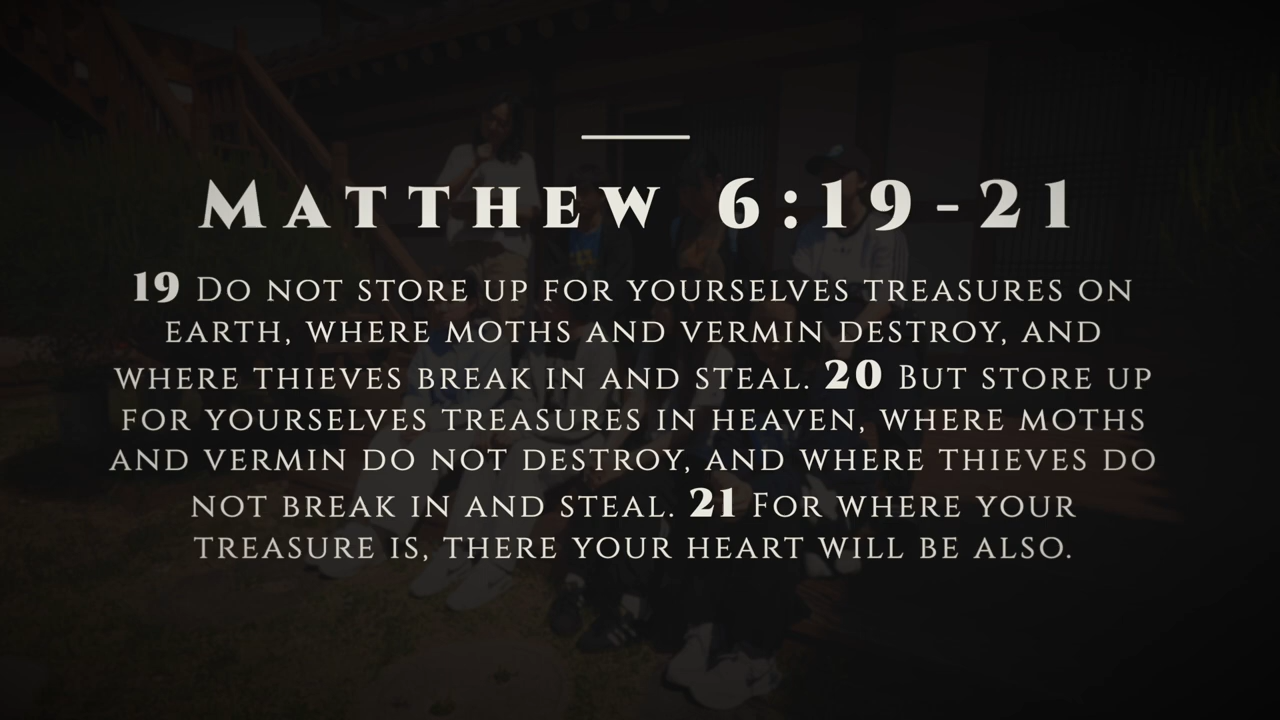 Matthew 6:19-21
19 Do not store up for yourselves treasures on
earth, where moths and vermin destroy, and
where thieves break in and steal. 20 But store up
for yourselves treasures in heaven, where moths
and vermin do not destroy, and where thieves do
not break in and steal. 21 For where your
treasure is, there your heart will be also.